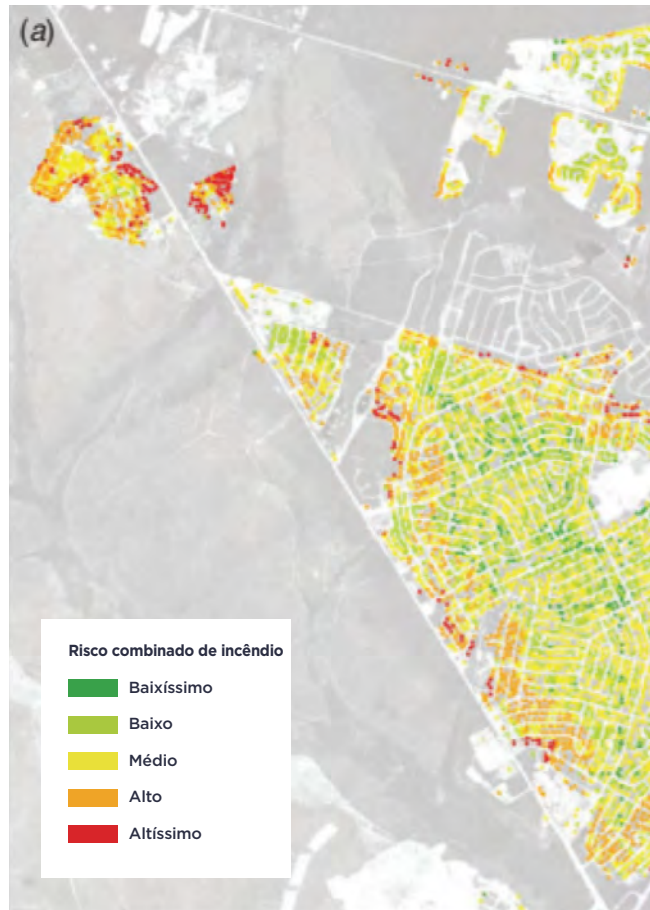 (a)
Risco combinado de incêndio
Baixíssimo
Baixo
Médio
Alto
Altíssimo